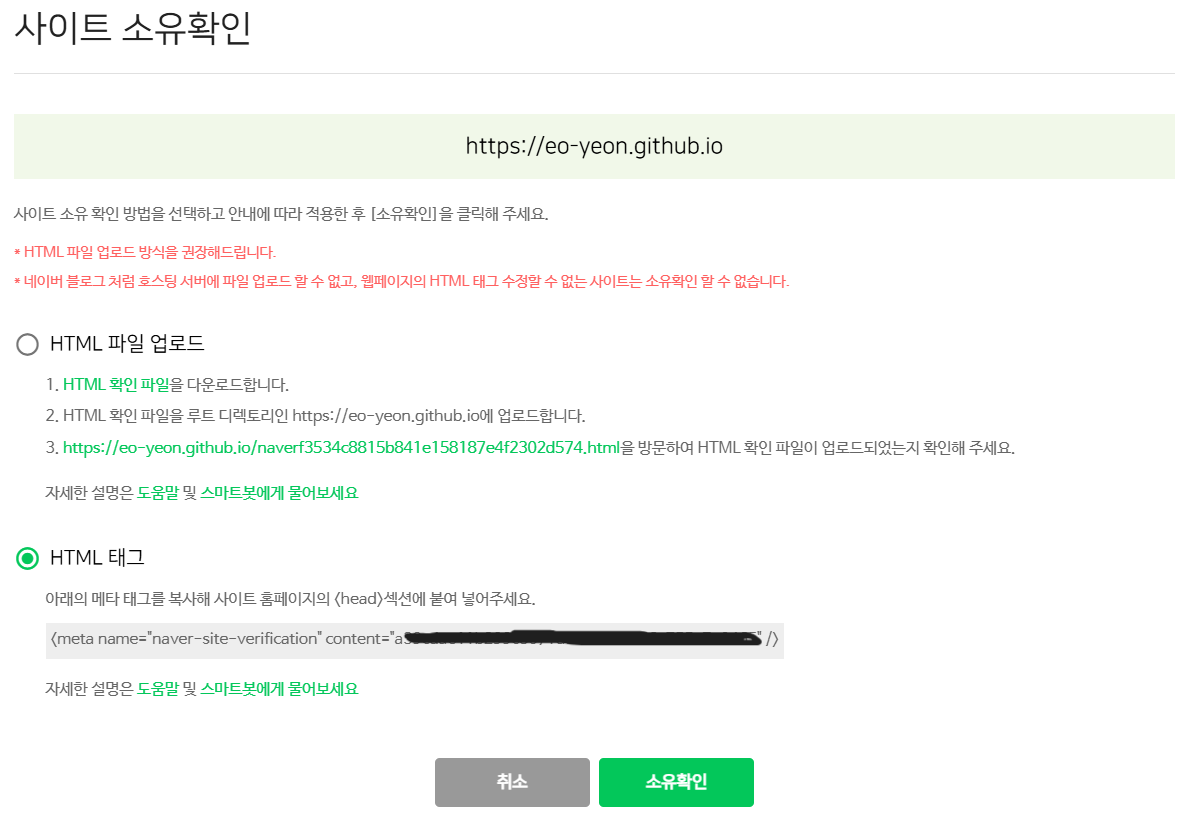 사이트 소유확인
https://eo-yeon.github.io
사이트 소유 확인 방법을 선택하고 안내에 따라 적용한 후 [소유확인]을 클릭해 주세요.
* HTML 파일 업로드 방식을 권장해드립니다.
* 네이버 블로그 처럼 호스팅 서버에 파일 업로드 할 수 없고, 웹페이지의 HTML 태그 수정할 수 없는 사이트는 소유확인 할 수 없습니다.
HTML 파일 업로드
1. HTML 확인 파일을 다운로드합니다.
2. HTML 확인 파일을 루트 디렉토리인 https://eo-yeon.github.io에 업로드합니다.
3. https://eo-yeon.github.io/naverf3534c8815b841e158187e4f2302d574.html을 방문하여 HTML 확인 파일이 업로드되었는지 확인해 주세요.
자세한 설명은 도움말 및 스마트봇에게 물어보세요
HTML 태그
아래의 메타 태그를 복사해 사이트 홈페이지의 <head>섹션에 붙여 넣어주세요.
<meta name="naver-site-verification" content="a " />
자세한 설명은 도움말 및 스마트봇에게 물어보세요
취소
소유확인